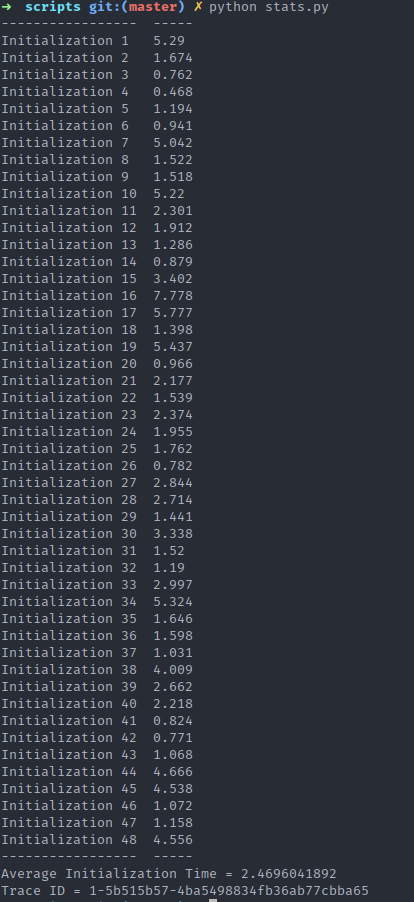 ➜  scripts git:(master) ✗ python stats.py
-----------------  -----
Initialization 1   5.29
Initialization 2   1.674
Initialization 3   0.762
Initialization 4   0.468
Initialization 5   1.194
Initialization 6   0.941
Initialization 7   5.042
Initialization 8   1.522
Initialization 9   1.518
Initialization 10  5.22
Initialization 11  2.301
Initialization 12  1.912
Initialization 13  1.286
Initialization 14  0.879
Initialization 15  3.402
Initialization 16  7.778
Initialization 17  5.777
Initialization 18  1.398
Initialization 19  5.437
Initialization 20  0.966
Initialization 21  2.177
Initialization 22  1.539
Initialization 23  2.374
Initialization 24  1.955
Initialization 25  1.762
Initialization 26  0.782
Initialization 27  2.844
Initialization 28  2.714
Initialization 29  1.441
Initialization 30  3.338
Initialization 31  1.52
Initialization 32  1.19
Initialization 33  2.997
Initialization 34  5.324
Initialization 35  1.646
Initialization 36  1.598
Initialization 37  1.031
Initialization 38  4.009
Initialization 39  2.662
Initialization 40  2.218
Initialization 41  0.824
Initialization 42  0.771
Initialization 43  1.068
Initialization 44  4.666
Initialization 45  4.538
Initialization 46  1.072
Initialization 47  1.158
Initialization 48  4.556
-----------------  -----
Average Initialization Time = 2.4696041892
Trace ID = 1-5b515b57-4ba5498834fb36ab77cbba65